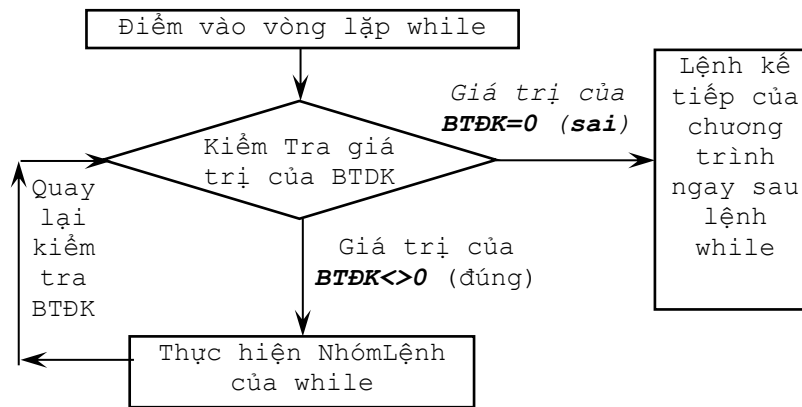 Điểm vào vòng lặp while
Giá trị của
BTĐK=0 (sai)
Lệnh kế
tiếp của
chương
trình
ngay sau
lệnh
while
Kiểm Tra giá
trị của BTDK
Quay
lại
kiểm
tra
BTĐK
Giá trị của
BTĐK<>0 (đúng)
Thực hiện NhómLệnh
của while